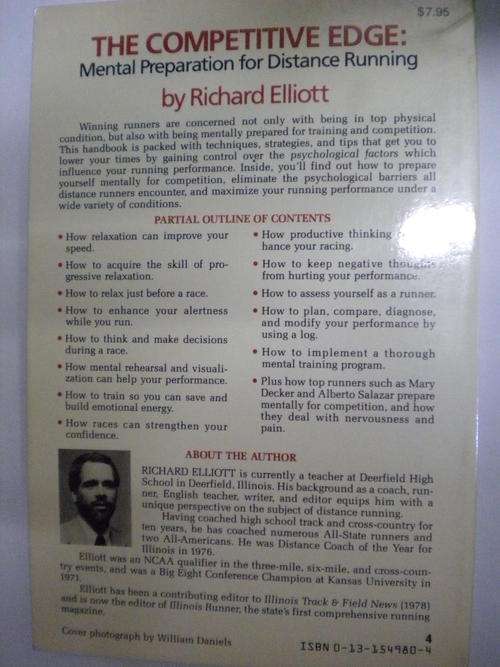 $7.95
THE COMPETITIVE EDGE:
Mental Preparation for Distance Running
by Richard Elliott
Winning runners are concerned not only with being in top physical
condition, but also with being mentally prepared for training and competition.
This handbook is packed with techniques, strategies, and tips that get you to
lower your times by gaining control over the psychological factors which
influence your running performance. Inside, you'll find out how to prepare
yourself mentally for competition, eliminate the psychological barriers all
distance runners encounter, and maximize your running performance under a
wide variety of conditions.
PARTIAL OUTLINE OF CONTENTS
• How relaxation can improve your
speed.
• How to acquire the skill of pro-
gressive relaxation.
• How to relax just before a race.
• How to enhance your alertness
while you run.
• How to think and make decisions
during a race.
• How mental rehearsal and visuali-
zation can help your performance.
• How to train so you can save and
build emotional energy.
• How races can strengthen your
confidence.
• How productive thinking
hance your racing.
• How to keep negative thoughts
from hurting your performance.
• How to assess yourself as a runner.
• How to plan, compare, diagnose,
and modify your performance by
using a log.
• How to implement a thorough
mental training program.
• Plus how top runners such as Mary
Decker and Alberto Salazar prepare
mentally for competition, and how
they deal with nervousness and
pain.
ABOUT THE AUTHOR
RICHARD ELLIOTT is currently a teacher at Deerfield High
School in Deerfield, Illinois. His background as a coach, run-
ner, English teacher, writer, and editor equips him with a
unique perspective on the subject of distance running.
Having coached high school track and cross-country for
ten years, he has coached numerous All-State runners and
two All-Americans. He was Distance Coach of the Year for
Illinois in 1976.
Elliott was an NCAA qualifier in the three-mile, six-mile, and cross-coun-
try events, and was a Big Eight Conference Champion at Kansas University in
1971.
Elliott has been a contributing editor to Illinois Track & Field News (1978)
and is now the editor of Illinois Runner, the state's first comprehensive running
magazine.
Cover photograph by William Daniels
4
ISBN 0-13-154980-4